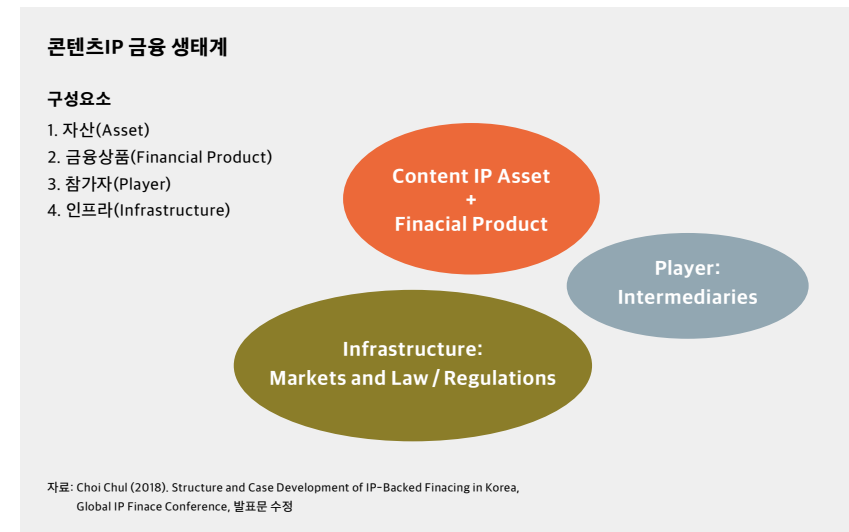 콘텐츠IP 금융 생태계
구성요소
1. 자산(Asset)
2. 금융상품(Financial Product)
3. 참가자(Player)
4. 인프라(Infrastructure)
Content IP Asset
+
Finacial Product
Player:
Intermediaries
Infrastructure:
Markets and Law / Regulations
자료: Choi Chul (2018). Structure and Case Development of IP-Backed Finacing in Korea,
Global IP Finace Conference, 발표문 수정